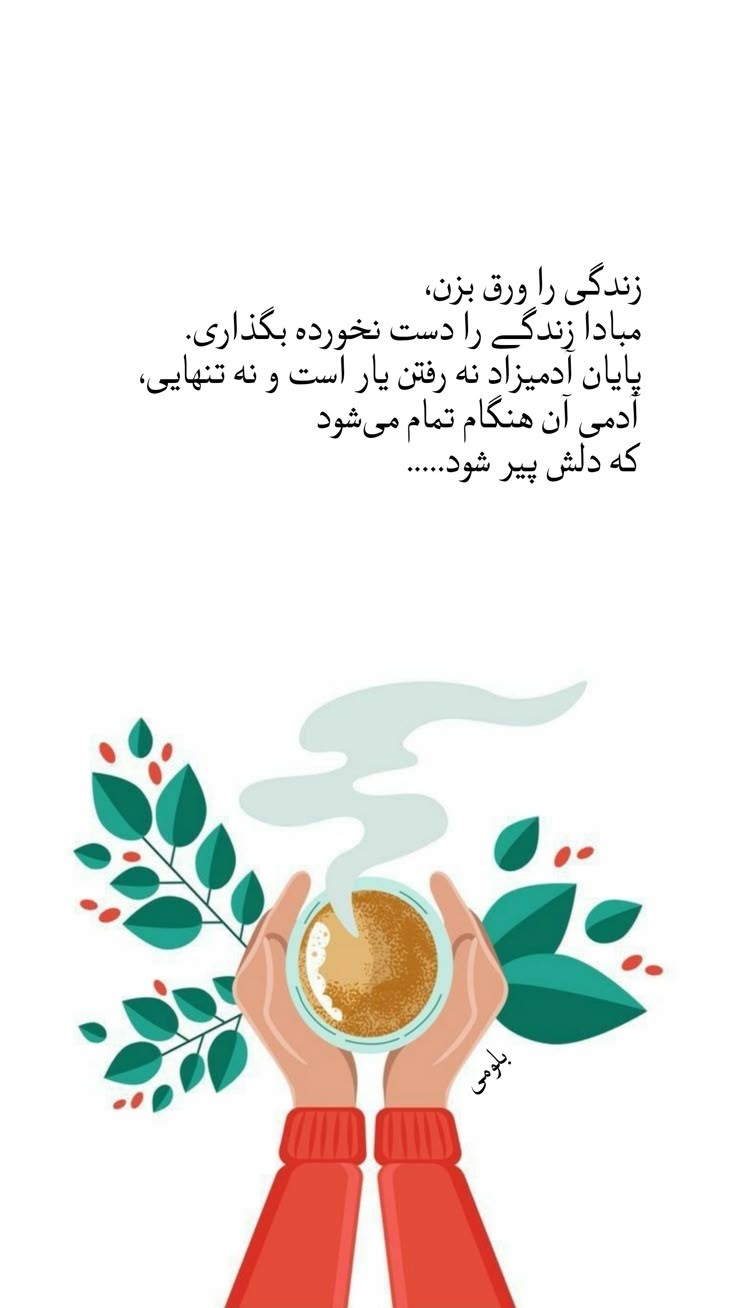 زندگی را ورق بزن،
مبادا زندگے را دست نخورده بگذاری.
پایان آدمیزاد نه رفتن یار است و نه تنهایی،
آدمی آن هنگام تمام می‌شود
که دلش پیر شود.....
بلومی